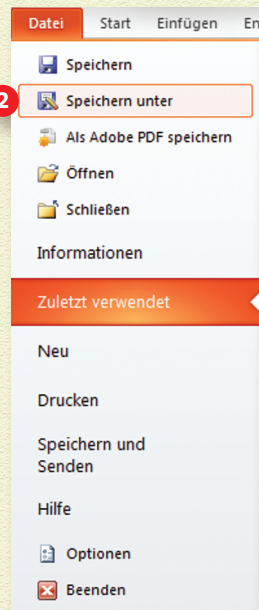 Datei Start Einfügen En
Speichern
2 Speichern unter
Als Adobe PDF speichern
Öffnen
Schließen
Informationen
Zuletzt verwendet
Neu
Drucken
Speichern und
Senden
Hilfe
Optionen
Beenden